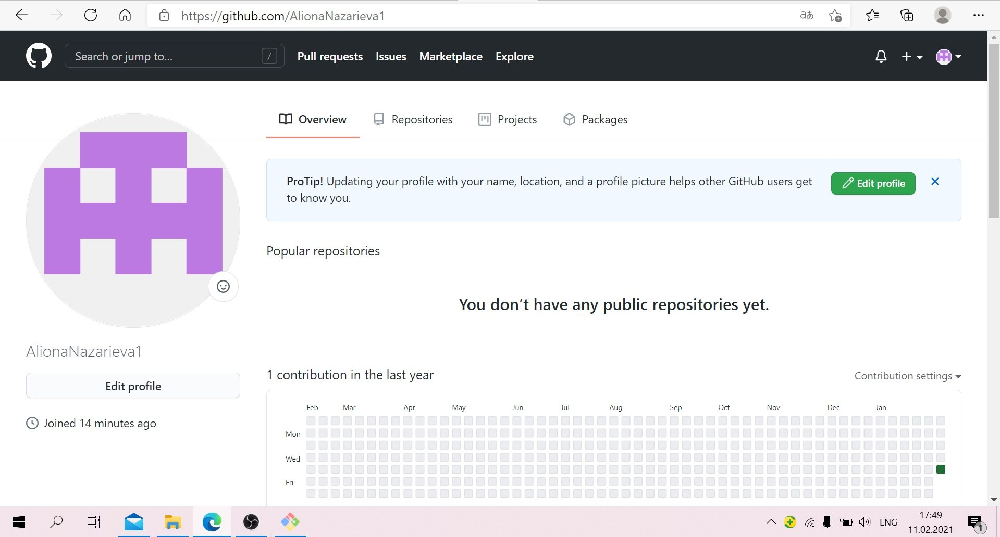 https://github.com/AlionaNazarieva1
aあ
Search or jump to... /
Pull requests Issues Marketplace Explore
Overview Repositories Projects Packages
ProTip! Updating your profile with your name, location, and a profile picture helps other GitHub users get
to know you.
Edit profile
Popular repositories
You don’t have any public repositories yet.
AlionaNazarieva1
Edit profile
Joined 14 minutes ago
1 contribution in the last year
Contribution settings
Feb Mar Apr May Jun Jul Aug Sep Oct Nov Dec Jan
Mon
Wed
Fri
ENG
17:49
11.02.2021
1